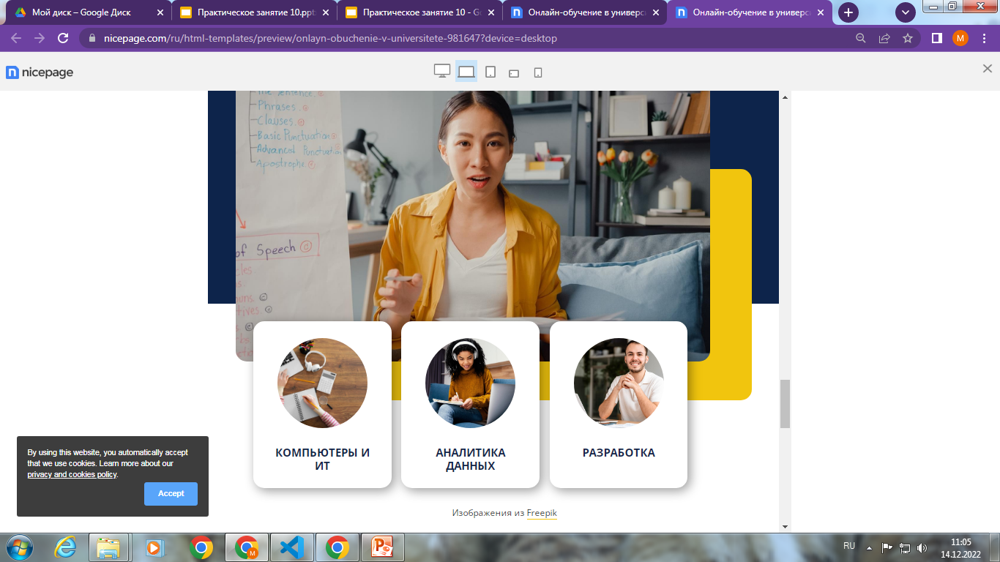 Мой диск – Google Диск
Практическое занятие 10.ppt
Практическое занятие 10 - Go
Онлайн-обучение в универс
Онлайн-обучение в универс
nicepage.com/ru/html-templates/preview/onlayn-obuchenie-v-universitete-981647?device=desktop
M
nicepage
The Sentence.
Phrases.
Clauses.
Basic Punctuation
Advanced Punctuation
Apostrophe
of Speech
КОМПЬЮТЕРЫ И
ИТ
АНАЛИТИКА
ДАННЫХ
РАЗРАБОТКА
Изображения из Freepik
By using this website, you automatically accept
that we use cookies. Learn more about our
privacy and cookies policy.
Accept
RU
11:05
14.12.2022